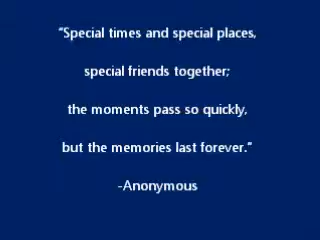 "Special times and special places,
special friends together;
the moments pass so quickly,
but the memories last forever."
-Anonymous